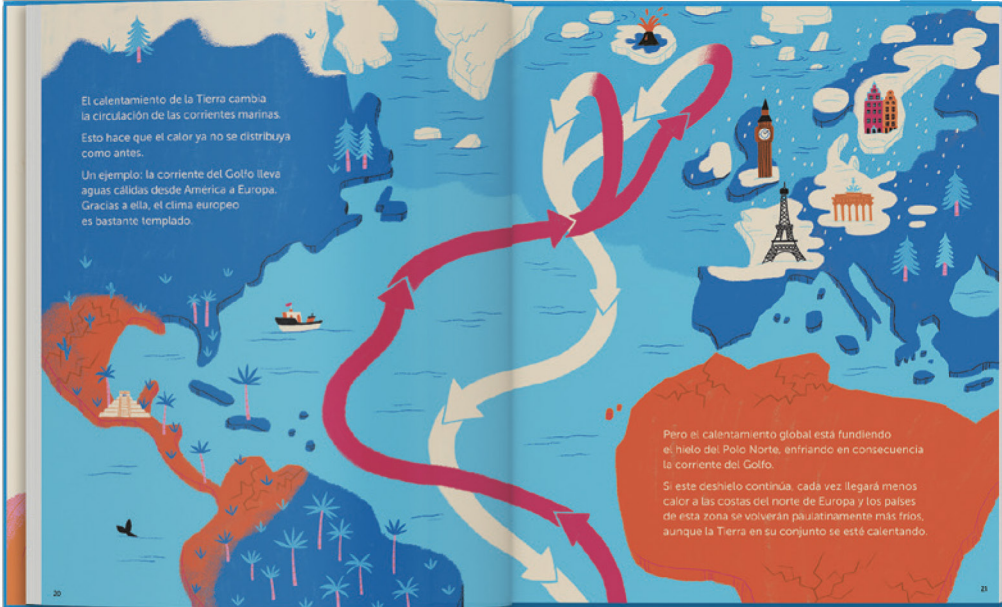 El calentamiento de la Tierra cambia
la circulación de las corrientes marinas.
Esto hace que el calor ya no se distribuya
como antes.
Un ejemplo: la corriente del Golfo lleva
aguas cálidas desde América a Europa.
Gracias a ella, el clima europeo
es bastante templado.
20
Pero el calentamiento global está fundiendo
el hielo del Polo Norte, enfriando en consecuencia
la corriente del Golfo.
Si este deshielo continúa, cada vez llegará menos
calor a las costas del norte de Europa y los países
de esta zona se volverán paulatinamente más fríos,
aunque la Tierra en su conjunto se esté calentando.
21